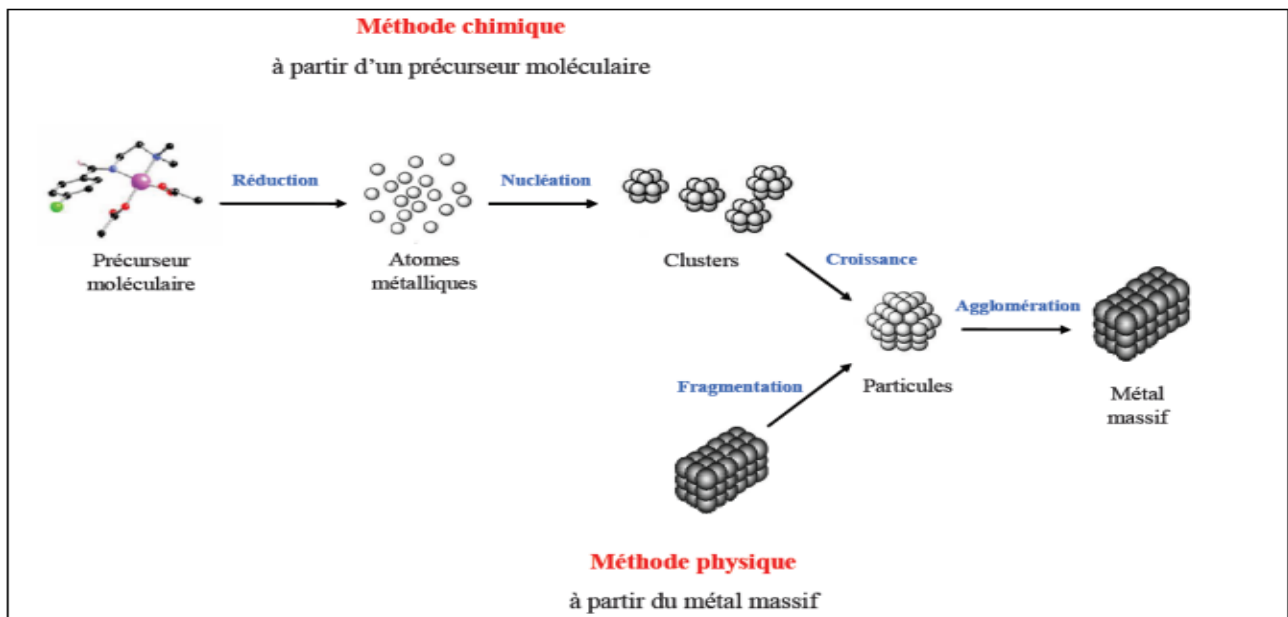 Méthode chimique
à partir d’un précurseur moléculaire
Réduction
Nucléation
Précurseur
moléculaire
Atomes
métalliques
Clusters
Croissance
Agglomération
Fragmentation
Particules
Métal
massif
Méthode physique
à partir du métal massif